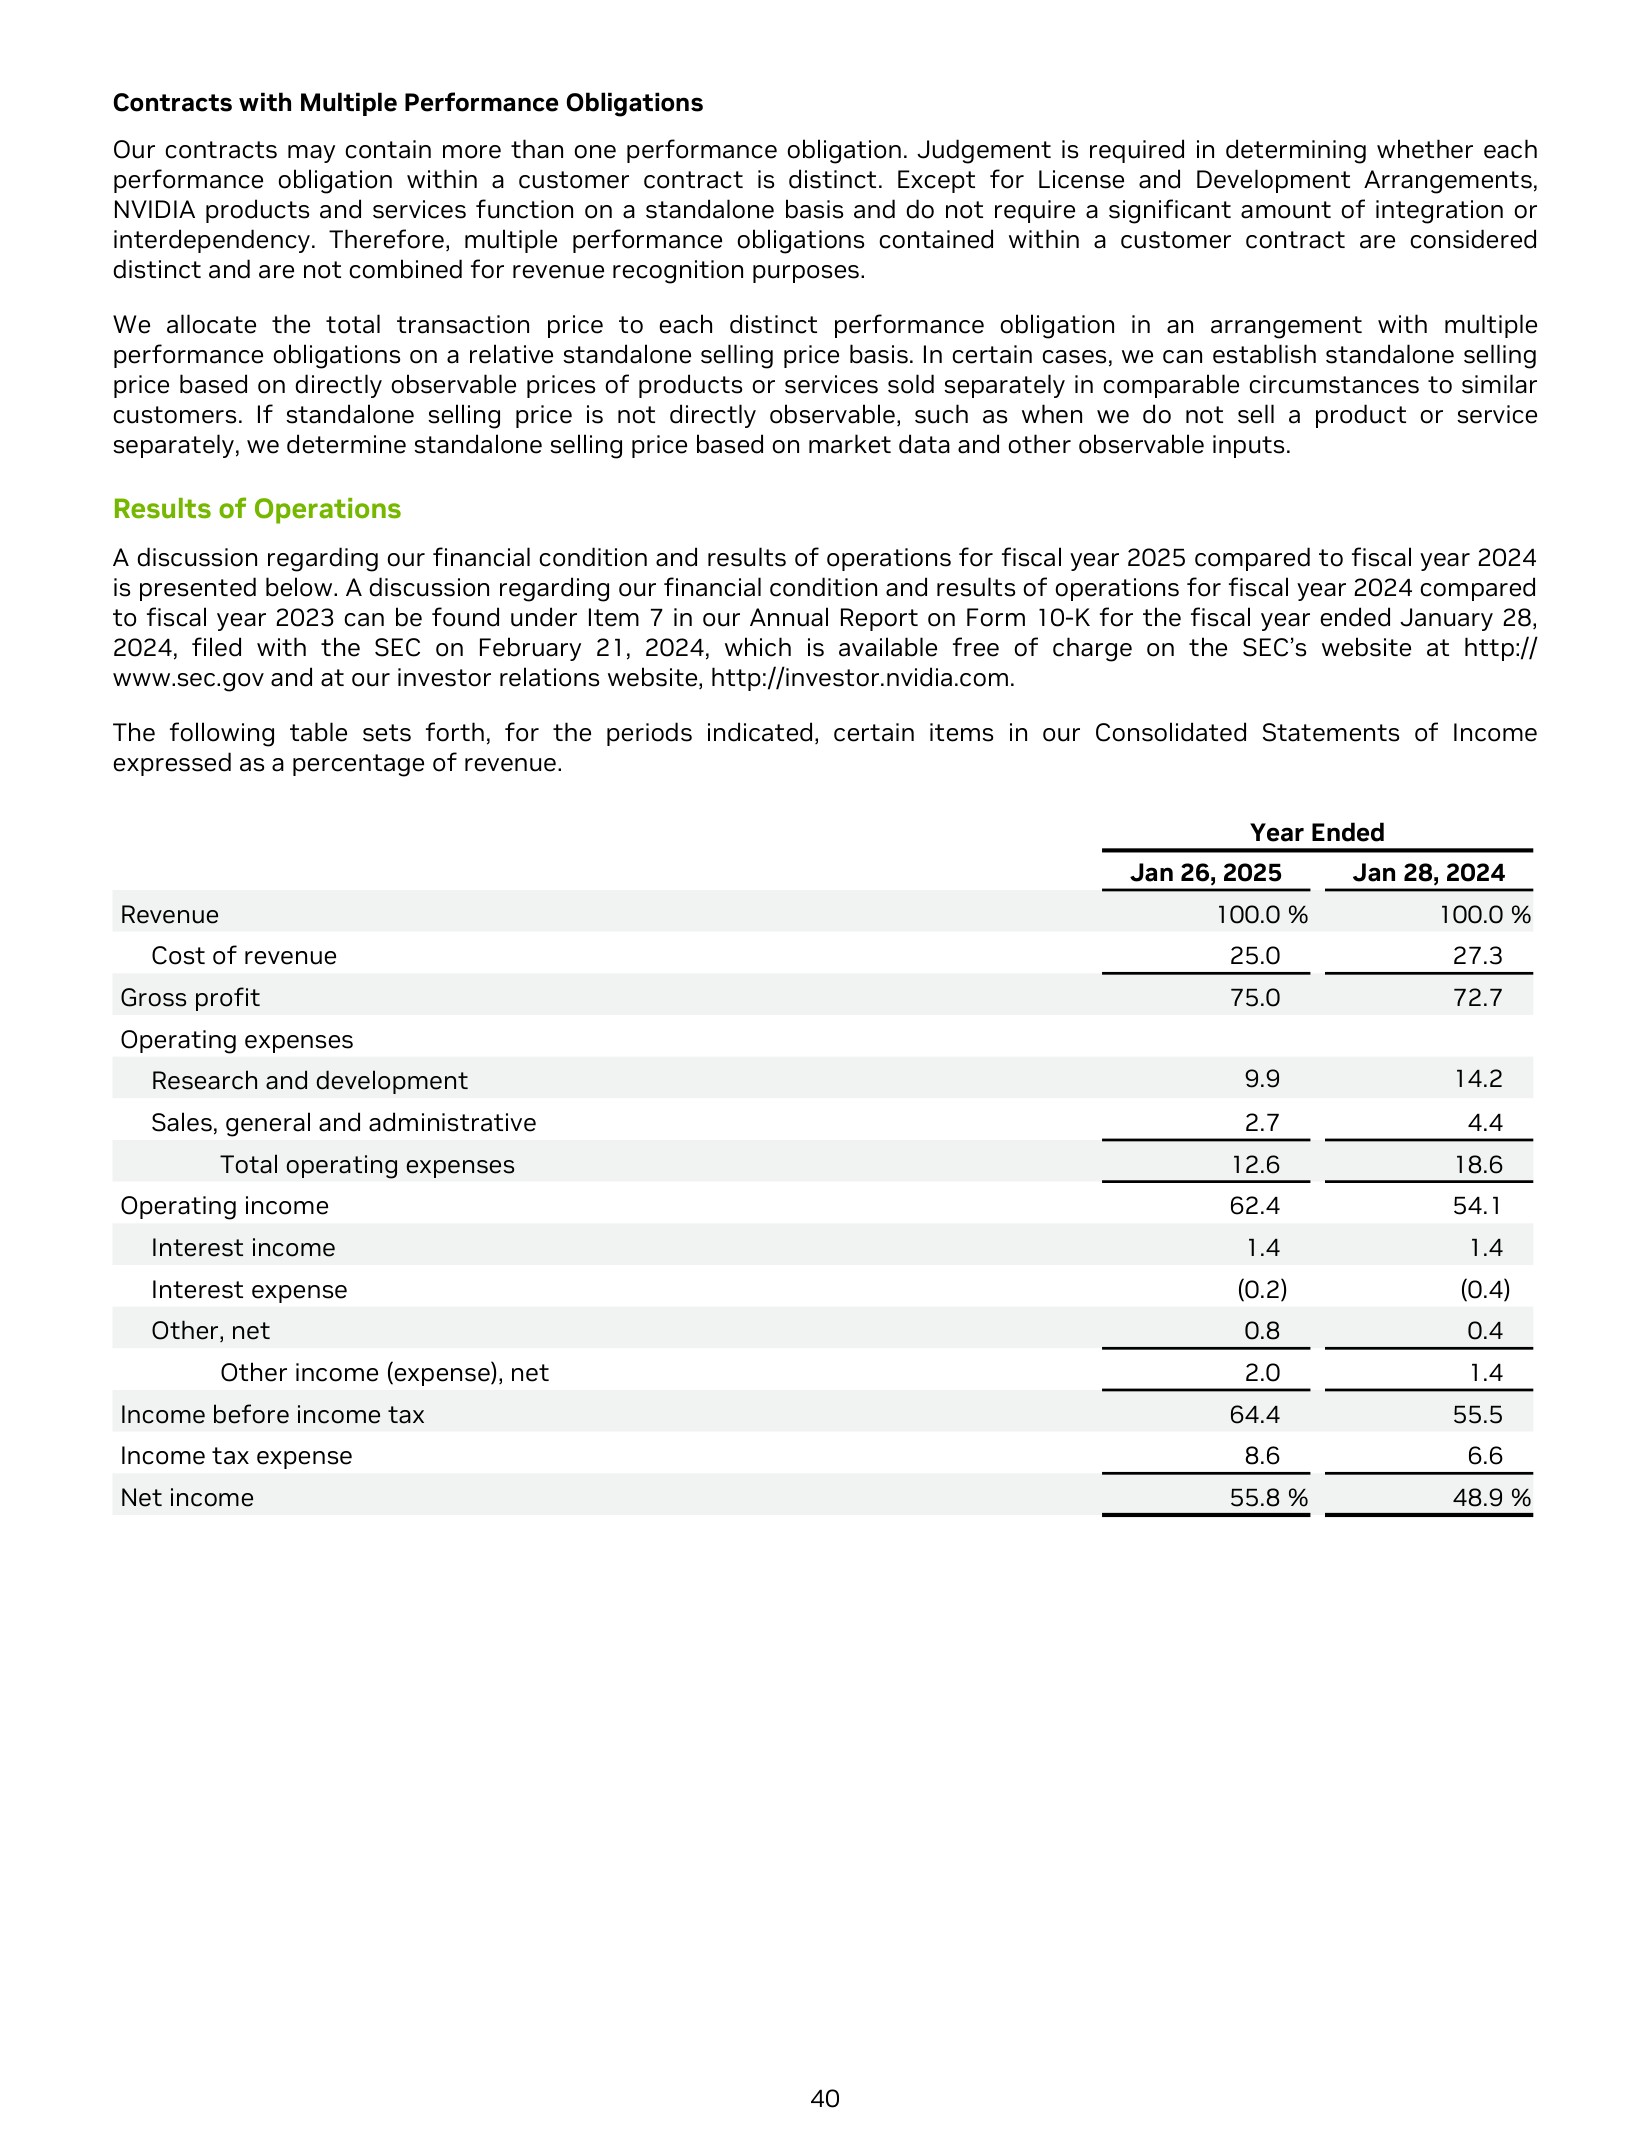 Contracts with Multiple Performance Obligations
Our contracts may contain more than one performance obligation. Judgement is required in determining whether each
performance obligation within a customer contract is distinct. Except for License and Development Arrangements,
NVIDIA products and services function on a standalone basis and do not require a significant amount of integration or
interdependency. Therefore, multiple performance obligations contained within a customer contract are considered
distinct and are not combined for revenue recognition purposes.
We allocate the total transaction price to each distinct performance obligation in an arrangement with multiple
performance obligations on a relative standalone selling price basis. In certain cases, we can establish standalone selling
price based on directly observable prices of products or services sold separately in comparable circumstances to similar
customers. If standalone selling price is not directly observable, such as when we do not sell a product or service
separately, we determine standalone selling price based on market data and other observable inputs.
Results of Operations
A discussion regarding our financial condition and results of operations for fiscal year 2025 compared to fiscal year 2024
is presented below. A discussion regarding our financial condition and results of operations for fiscal year 2024 compared
to fiscal year 2023 can be found under Item 7 in our Annual Report on Form 10-K for the fiscal year ended January 28,
2024, filed with the SEC on February 21, 2024, which is available free of charge on the SEC’s website at http://
www.sec.gov and at our investor relations website, http://investor.nvidia.com.
The following table sets forth, for the periods indicated, certain items in our Consolidated Statements of Income
expressed as a percentage of revenue.
Year Ended
Jan 26, 2025 Jan 28, 2024
Revenue 100.0 % 100.0 %
Cost of revenue 25.0 27.3
Gross profit 75.0 72.7
Operating expenses
Research and development 9.9 14.2
Sales, general and administrative 2.7 4.4
Total operating expenses 12.6 18.6
Operating income 62.4 54.1
Interest income 1.4 1.4
Interest expense (0.2) (0.4)
Other, net 0.8 0.4
Other income (expense), net 2.0 1.4
Income before income tax 64.4 55.5
Income tax expense 8.6 6.6
Net income 55.8 % 48.9 %
40